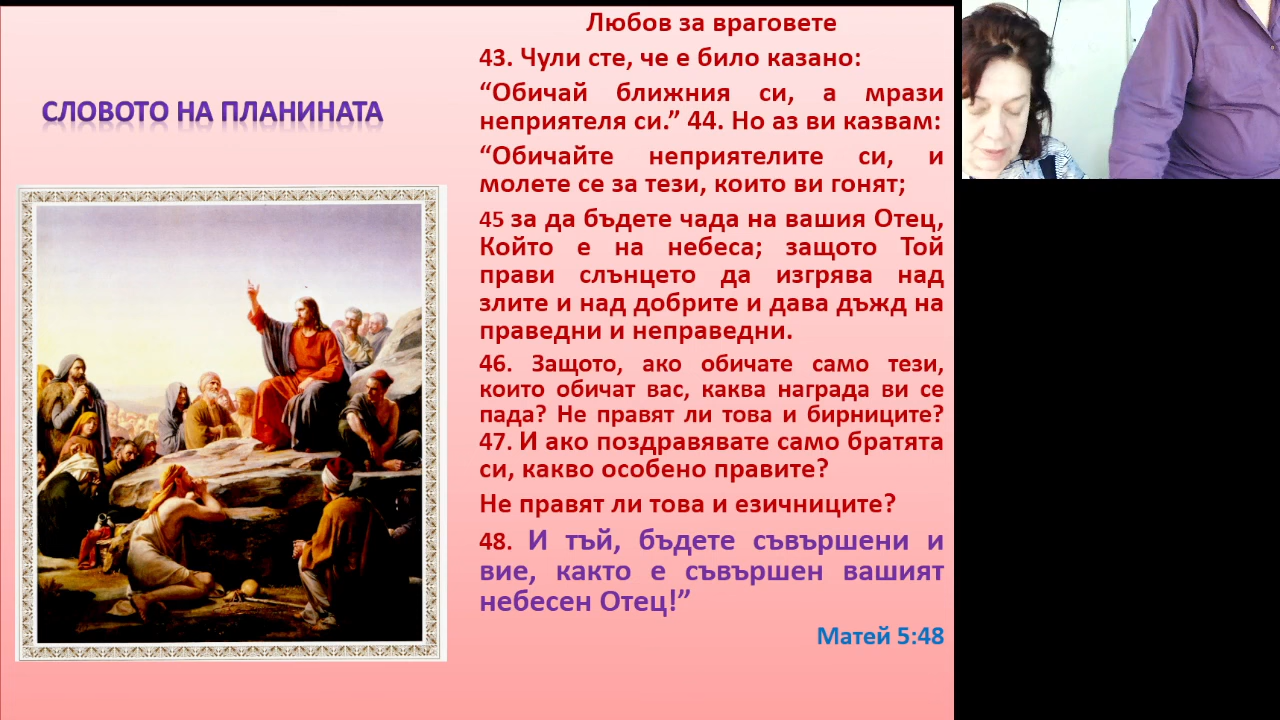 СЛОВОТО НА ПЛАНИНАТА
Любов за враговете
43. Чули сте, че е било казано:
“Обичай ближния си, а мрази
неприятеля си.” 44. Но аз ви казвам:
“Обичайте неприятелите си, и
молете се за тези, които ви гонят;
45 за да бъдете чада на вашия Отец,
Който е на небеса; защото Той
прави слънцето да изгрява над
злите и над добрите и дава дъжд на
праведни и неправедни.
46. Защото, ако обичате само тези,
които обичат вас, каква награда ви се
пада? Не правят ли това и бирниците?
47. И ако поздравявате само братята
си, какво особено правите?
Не правят ли това и езичниците?
48. И тъй, бъдете съвършени и
вие, както е съвършен вашият
небесен Отец!”
Матей 5:48